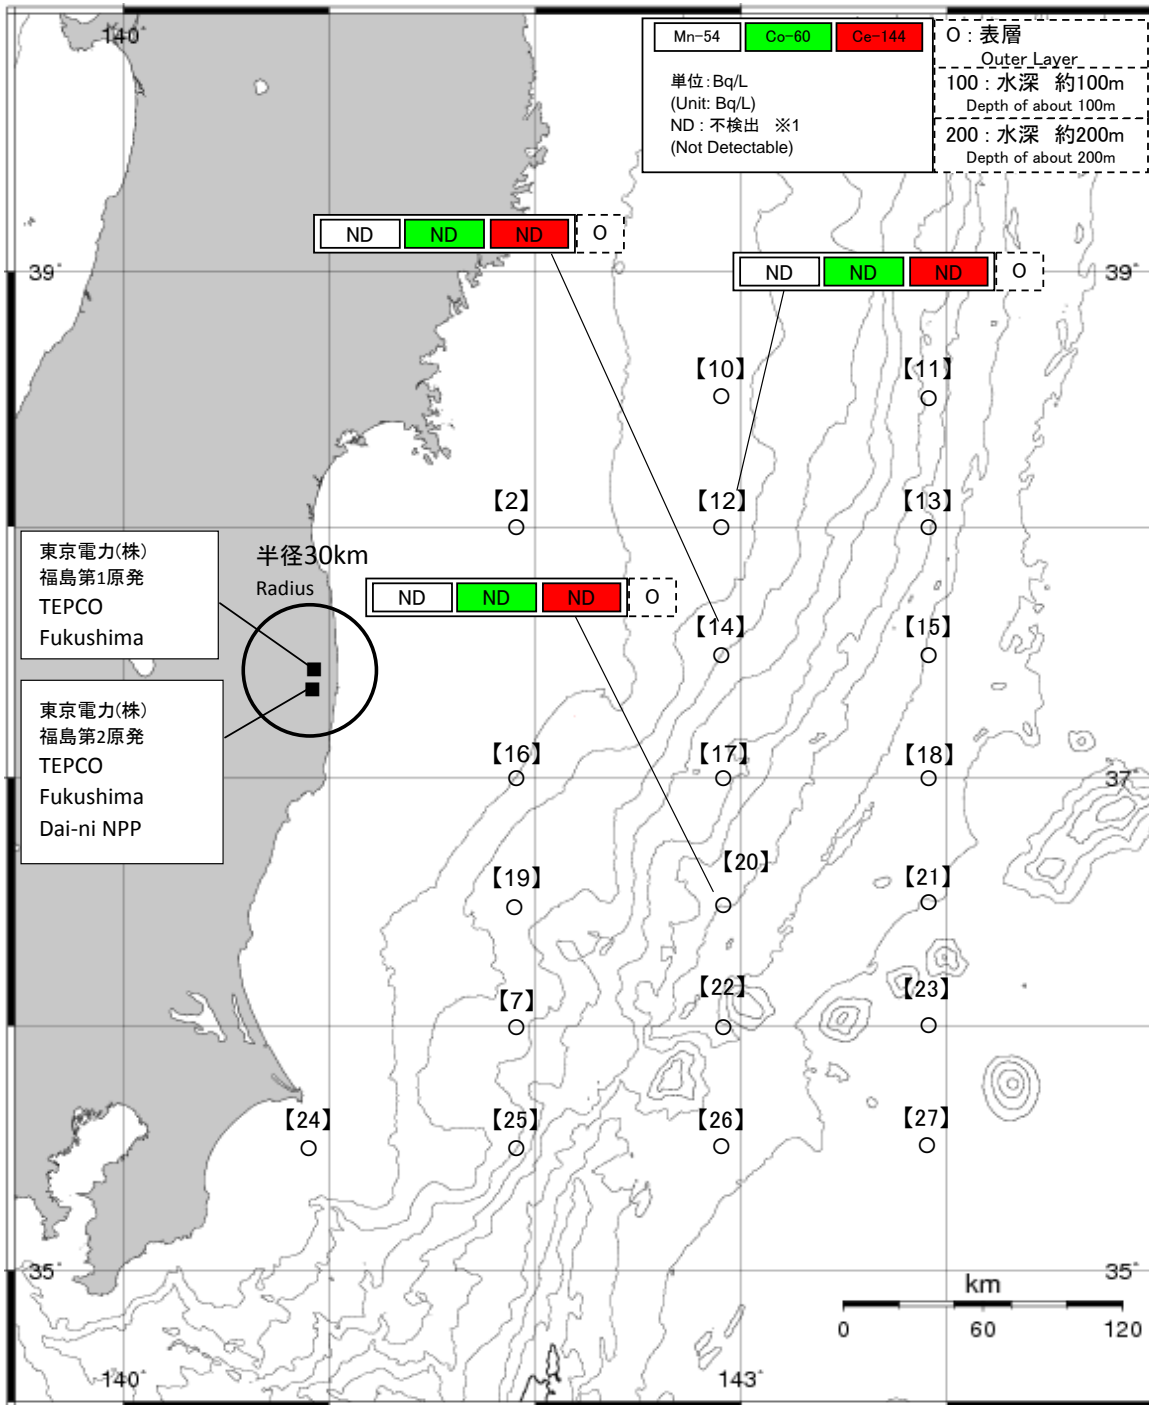 140°
Mn-54 Co-60 Ce-144
単位:Bq/L
(Unit: Bq/L)
ND : 不検出 ※1
(Not Detectable)
O : 表層
Outer Layer
100 : 水深 約100m
Depth of about 100m
200 : 水深 約200m
Depth of about 200m
ND ND ND O
39°
ND ND ND O
39°
【10】
【11】
【2】
【12】
【13】
東京電力(株)
福島第1原発
TEPCO
Fukushima
半径30km
Radius
ND ND ND O
【14】
【15】
東京電力(株)
福島第2原発
TEPCO
Fukushima
Dai-ni NPP
【16】
【17】
【18】
37°
【19】
【20】
【21】
【7】
【22】
【23】
【24】
【25】
【26】
【27】
35°
35°
km
0 60 120
140°
143°